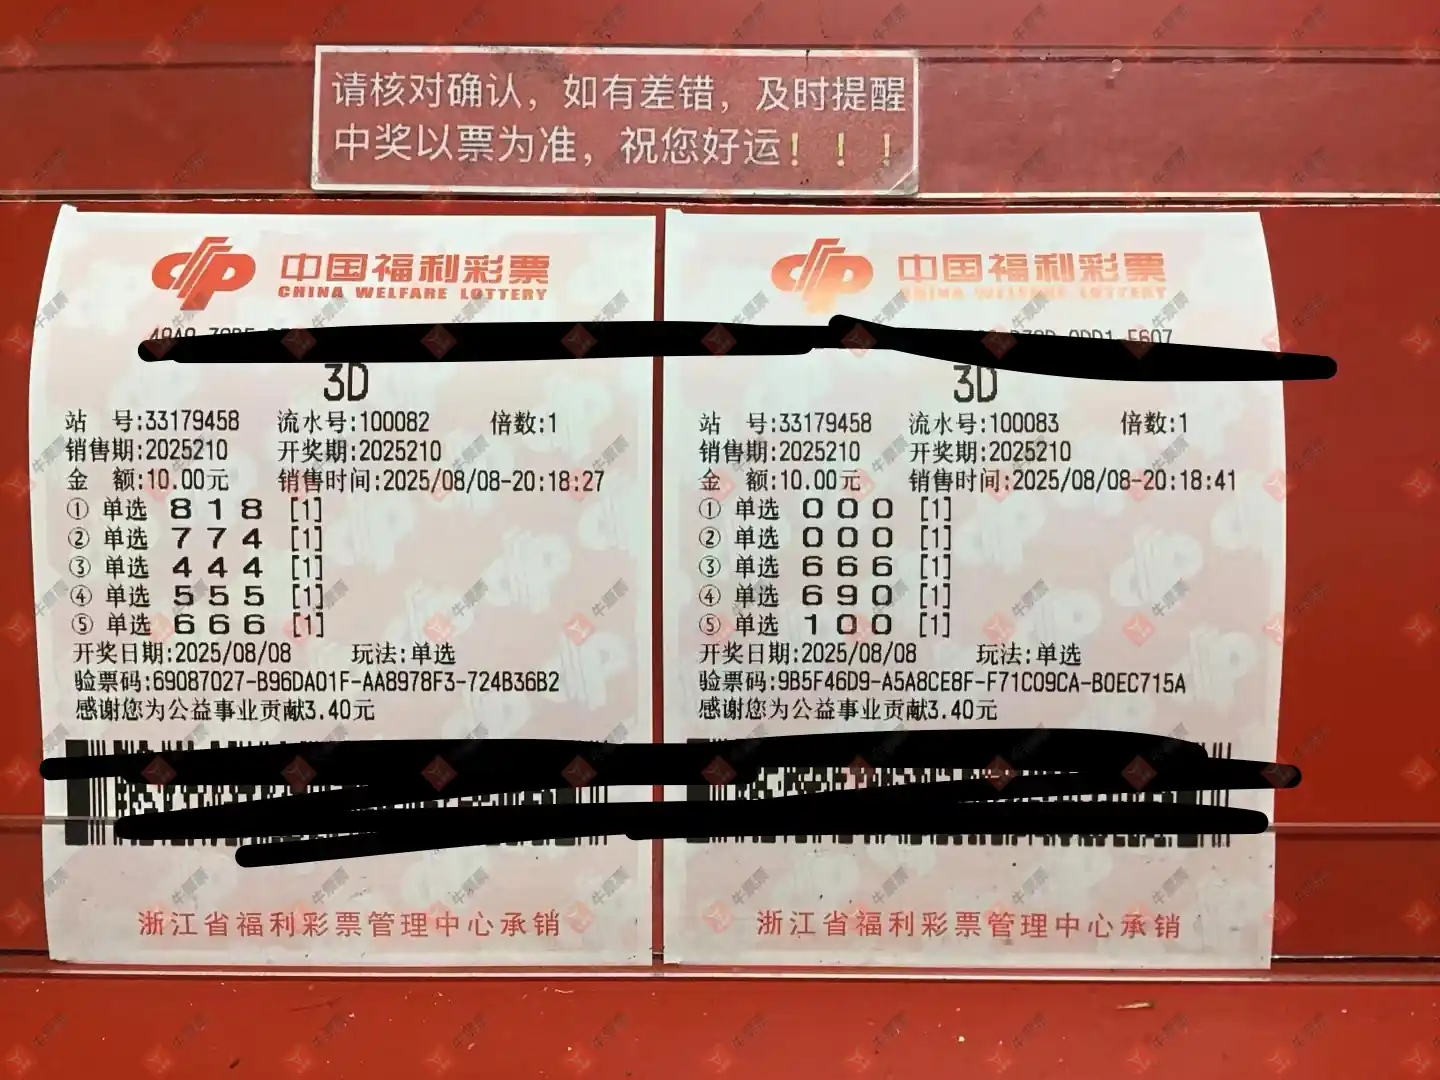 请核对确认，如有差错，及时提醒
中奖以票为准，祝您好运！！！
中国福利彩票
CHINA WELFARE LOTTERY
3D
站 号:33179458 流水号:100082 倍数:1
销售期:2025210 开奖期:2025210
金 额:10.00元 销售时间:2025/08/08-20:18:27
① 单选 8 1 8 [1]
② 单选 7 7 4 [1]
③ 单选 4 4 4 [1]
④ 单选 5 5 5 [1]
⑤ 单选 6 6 6 [1]
开奖日期:2025/08/08 玩法:单选
验票码:69087027-B96DA01F-AA8978F3-724B36B2
感谢您为公益事业贡献3.40元
浙江省福利彩票管理中心承销
中国福利彩票
CHINA WELFARE LOTTERY
3D
站 号:33179458 流水号:100083 倍数:1
销售期:2025210 开奖期:2025210
金 额:10.00元 销售时间:2025/08/08-20:18:41
① 单选 0 0 0 [1]
② 单选 0 0 0 [1]
③ 单选 6 6 6 [1]
④ 单选 6 9 0 [1]
⑤ 单选 1 0 0 [1]
开奖日期:2025/08/08 玩法:单选
验票码:9B5F46D9-A5A8CE8F-F71C09CA-B0EC715A
感谢您为公益事业贡献3.40元
浙江省福利彩票管理中心承销